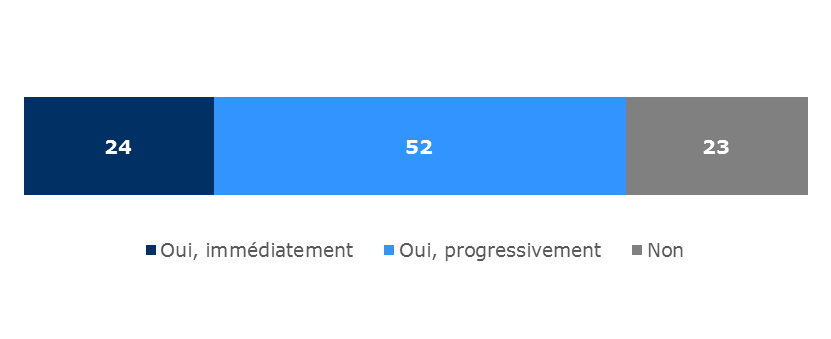 24 52 23
Oui, immédiatement Oui, progressivement Non